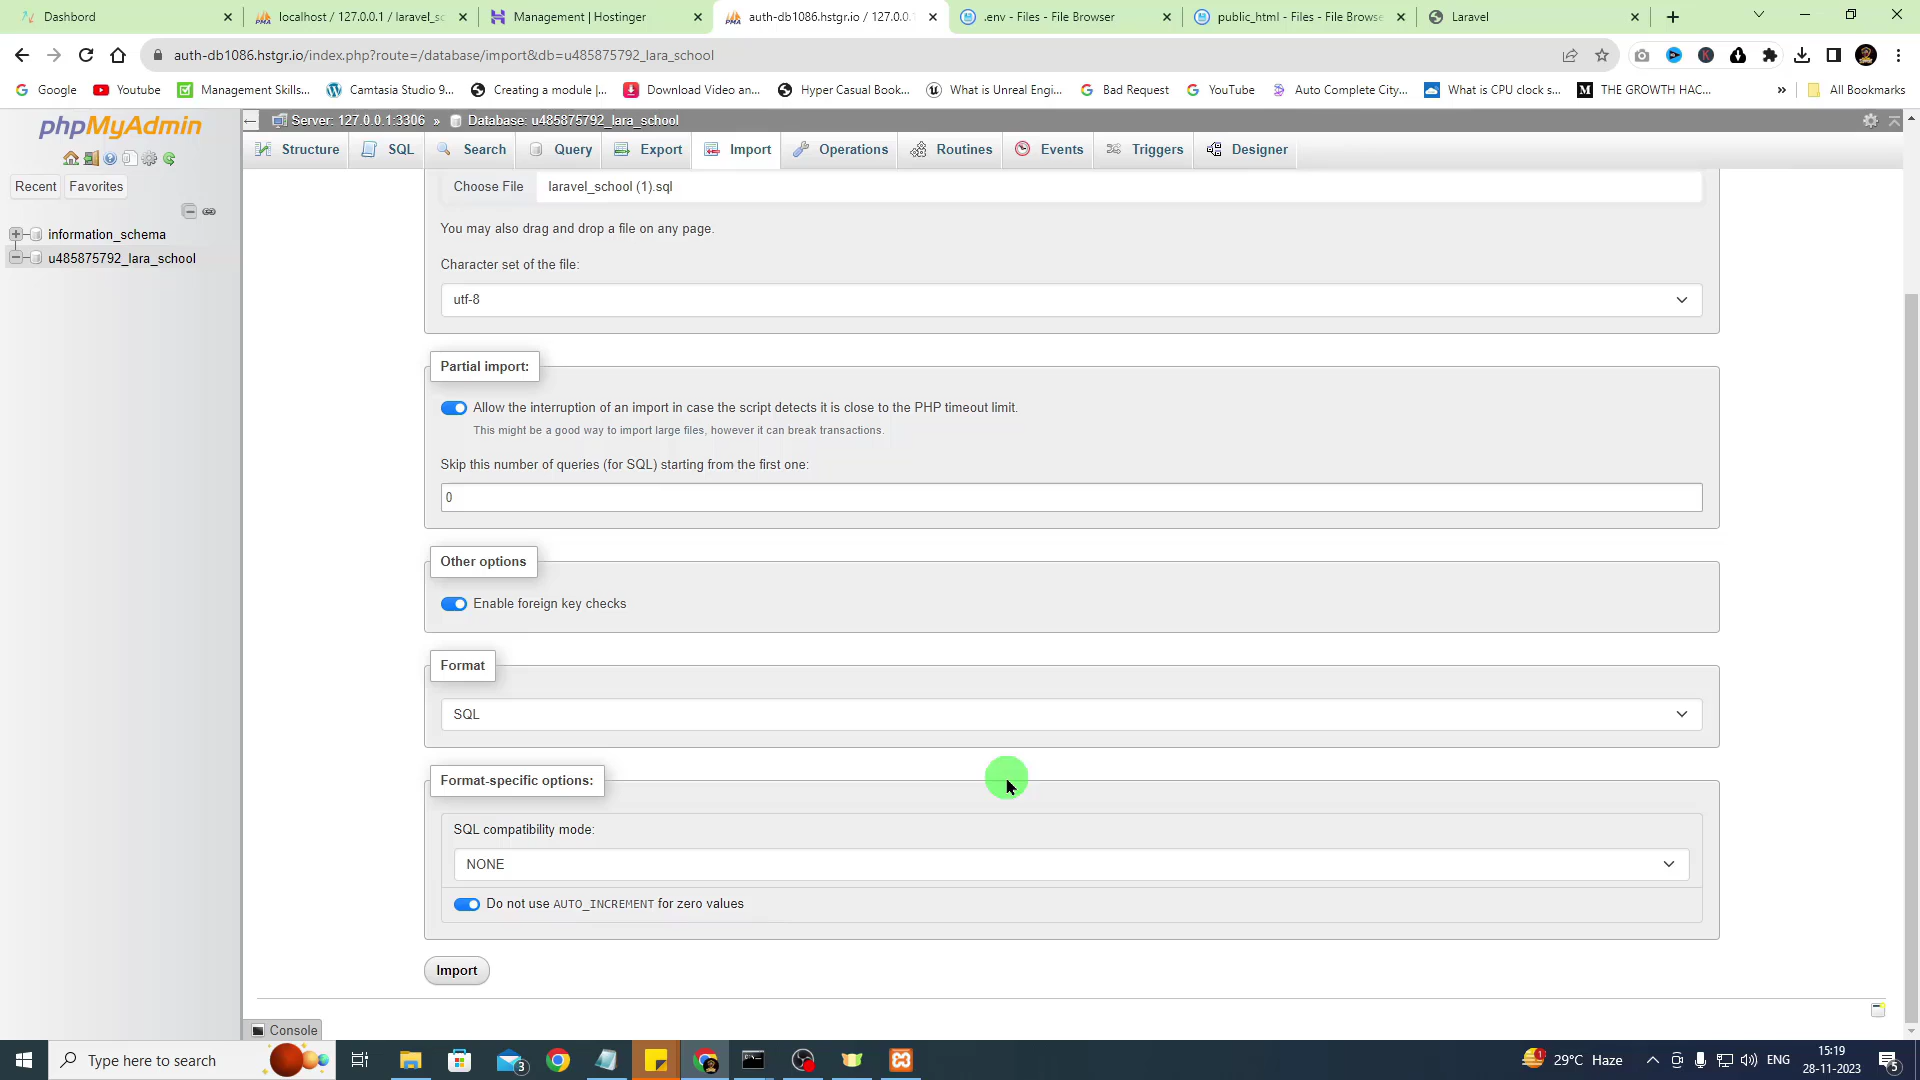 Dashbord
localhost / 127.0.0.1 / laravel_sc
Management | Hostinger
auth-db1086.hstgr.io / 127.0.0.1
.env - Files - File Browser
public_html - Files - File Browse
Laravel
auth-db1086.hstgr.io/index.php?route=/database/import&db=u485875792_lara_school
Google
Youtube
Management Skills...
Camtasia Studio 9...
Creating a module |...
Download Video an...
Hyper Casual Book...
What is Unreal Engi...
Bad Request
YouTube
Auto Complete City...
What is CPU clock s...
THE GROWTH HAC...
»
All Bookmarks
phpMyAdmin
Server: 127.0.0.1:3306 » Database: u485875792_lara_school
Structure
SQL
Search
Query
Export
Import
Operations
Routines
Events
Triggers
Designer
Recent
Favorites
information_schema
u485875792_lara_school
Choose File laravel_school (1).sql
You may also drag and drop a file on any page.
Character set of the file:
utf-8
Partial import:
Allow the interruption of an import in case the script detects it is close to the PHP timeout limit.
This might be a good way to import large files, however it can break transactions.
Skip this number of queries (for SQL) starting from the first one:
0
Other options
Enable foreign key checks
Format
SQL
Format-specific options:
SQL compatibility mode:
NONE
Do not use AUTO_INCREMENT for zero values
Import
Console
Type here to search
3
1
29°C Haze
ENG
15:19
28-11-2023
5